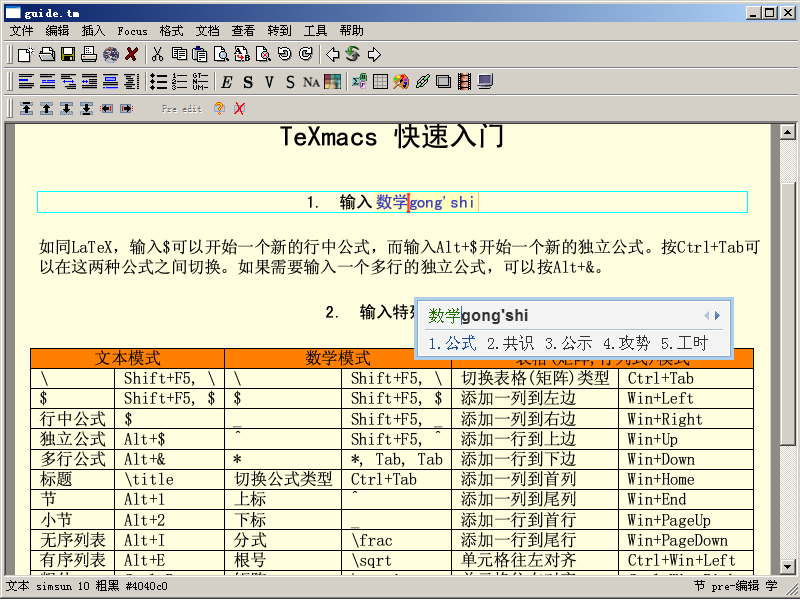 guide.tm
文件 编辑 插入 Focus 格式 文档 查看 转到 工具 帮助
E S V S NA
Pre edit
TeXmacs 快速入门
1. 输入 数学gong'shi
如同LaTeX，输入$可以开始一个新的行中公式，而输入Alt+$开始一个新的独立公式。按Ctrl+Tab可
以在这两种公式之间切换。如果需要输入一个多行的独立公式，可以按Alt+&。
2. 输入特
数学gong'shi
1.公式 2.共识 3.公示 4.攻势 5.工时
文本模式 数学模式 表格(矩阵,行列式)模式
\ Shift+F5, \ \ Shift+F5, \ 切换表格(矩阵)类型 Ctrl+Tab
$ Shift+F5, $ $ Shift+F5, $ 添加一列到左边 Win+Left
行中公式 $ _ Shift+F5, _ 添加一列到右边 Win+Right
独立公式 Alt+$ ^ Shift+F5, ^ 添加一行到上边 Win+Up
多行公式 Alt+& * *, Tab, Tab 添加一行到下边 Win+Down
标题 \title 切换公式类型 Ctrl+Tab 添加一列到首列 Win+Home
节 Alt+1 上标 ^ 添加一列到尾列 Win+End
小节 Alt+2 下标 _ 添加一行到首行 Win+PageUp
无序列表 Alt+I 分式 \frac 添加一行到尾行 Win+PageDown
有序列表 Alt+E 根号 \sqrt 单元格往左对齐 Ctrl+Win+Left
文本 simsun 10 粗黑 #4040c0 节 pre-编辑 学